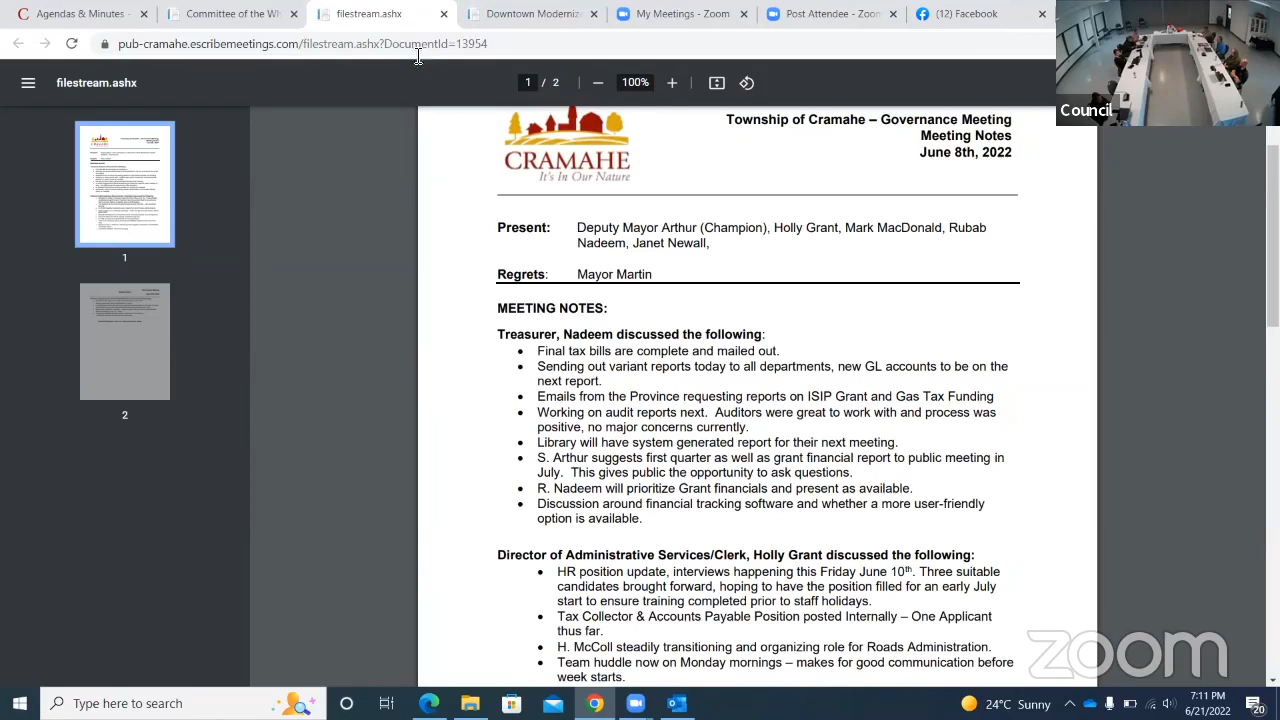 Agendas & Minutes -
Committee of the Wh
filestream.ashx
Downtown Moderniz
My Meetings - Zoom
Post Attendee - Zoom
(12) Facebook
pub-cramahe.escribemeetings.com/filestream.ashx?DocumentId=13954
filestream.ashx
1 / 2
100%
Council
CRAMAHE
It's In Our Nature
Township of Cramahe – Governance Meeting
Meeting Notes
June 8th, 2022
Present: Deputy Mayor Arthur (Champion), Holly Grant, Mark MacDonald, Rubab
Nadeem, Janet Newall,
Regrets: Mayor Martin
MEETING NOTES:
Treasurer, Nadeem discussed the following:
• Final tax bills are complete and mailed out.
• Sending out variant reports today to all departments, new GL accounts to be on the
next report.
• Emails from the Province requesting reports on ISIP Grant and Gas Tax Funding
• Working on audit reports next. Auditors were great to work with and process was
positive, no major concerns currently.
• Library will have system generated report for their next meeting.
• S. Arthur suggests first quarter as well as grant financial report to public meeting in
July. This gives public the opportunity to ask questions.
• R. Nadeem will prioritize Grant financials and present as available.
• Discussion around financial tracking software and whether a more user-friendly
option is available.
Director of Administrative Services/Clerk, Holly Grant discussed the following:
• HR position update, interviews happening this Friday June 10th. Three suitable
candidates brought forward, hoping to have the position filled for an early July
start to ensure training completed prior to staff holidays.
• Tax Collector & Accounts Payable Position posted Internally – One Applicant
thus far.
• H. McColl steadily transitioning and organizing role for Roads Administration.
• Team huddle now on Monday mornings – makes for good communication before
week starts.
1
2
zoom
Type here to search
24°C Sunny
7:11 PM
6/21/2022
20